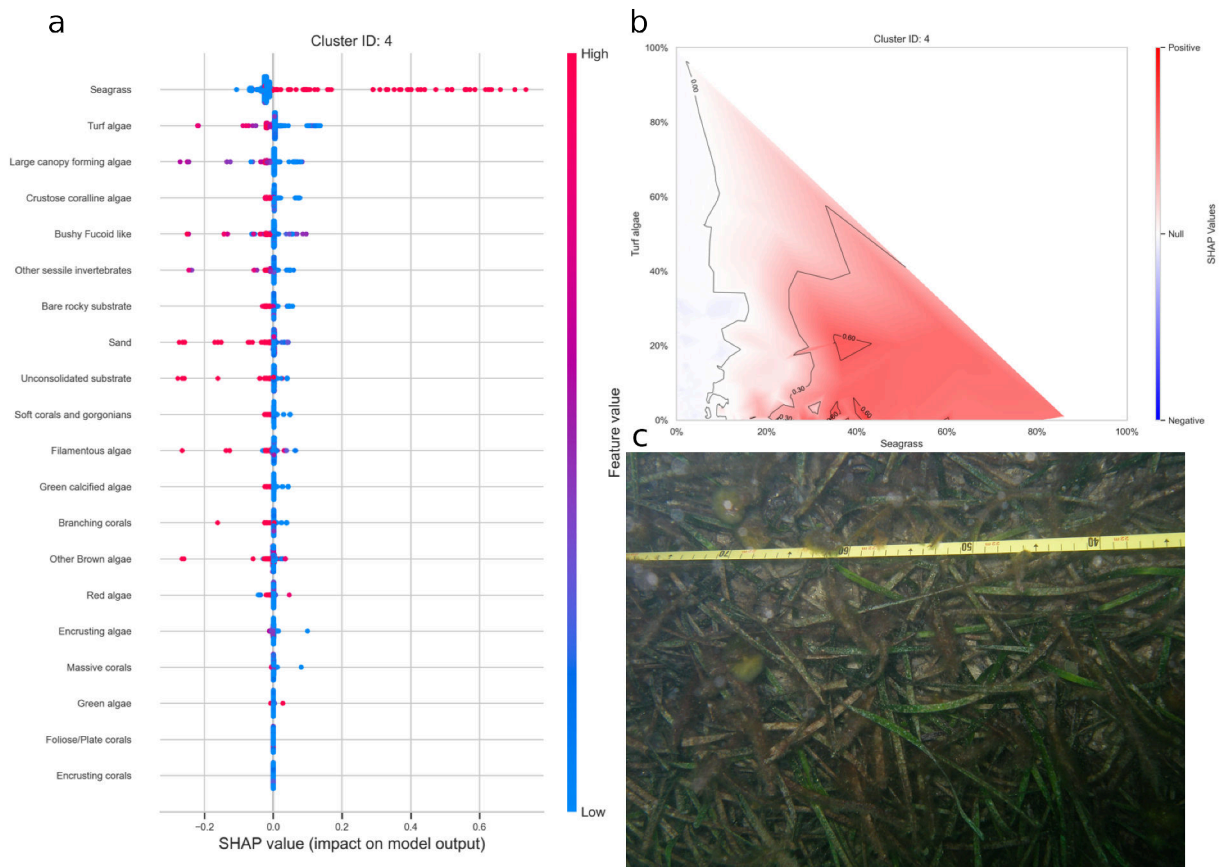 a
Cluster ID: 4
High
Seagrass
Turf algae
Large canopy forming algae
Crustose coralline algae
Bushy Fucoid like
Other sessile invertebrates
Bare rocky substrate
Sand
Unconsolidated substrate
Soft corals and gorgonians
Filamentous algae
Green calcified algae
Branching corals
Other Brown algae
Red algae
Encrusting algae
Massive corals
Green algae
Foliose/Plate corals
Encrusting corals
Low
Feature value
−0.2
0.0
0.2
0.4
0.6
SHAP value (impact on model output)
b
Cluster ID: 4
100%
80%
60%
40%
20%
0%
Turf algae
0.00
0.60
0.30
0.30
0.60
0%
20%
40%
60%
80%
100%
Seagrass
Positive
Null
Negative
SHAP Values
c
70
60
50
40